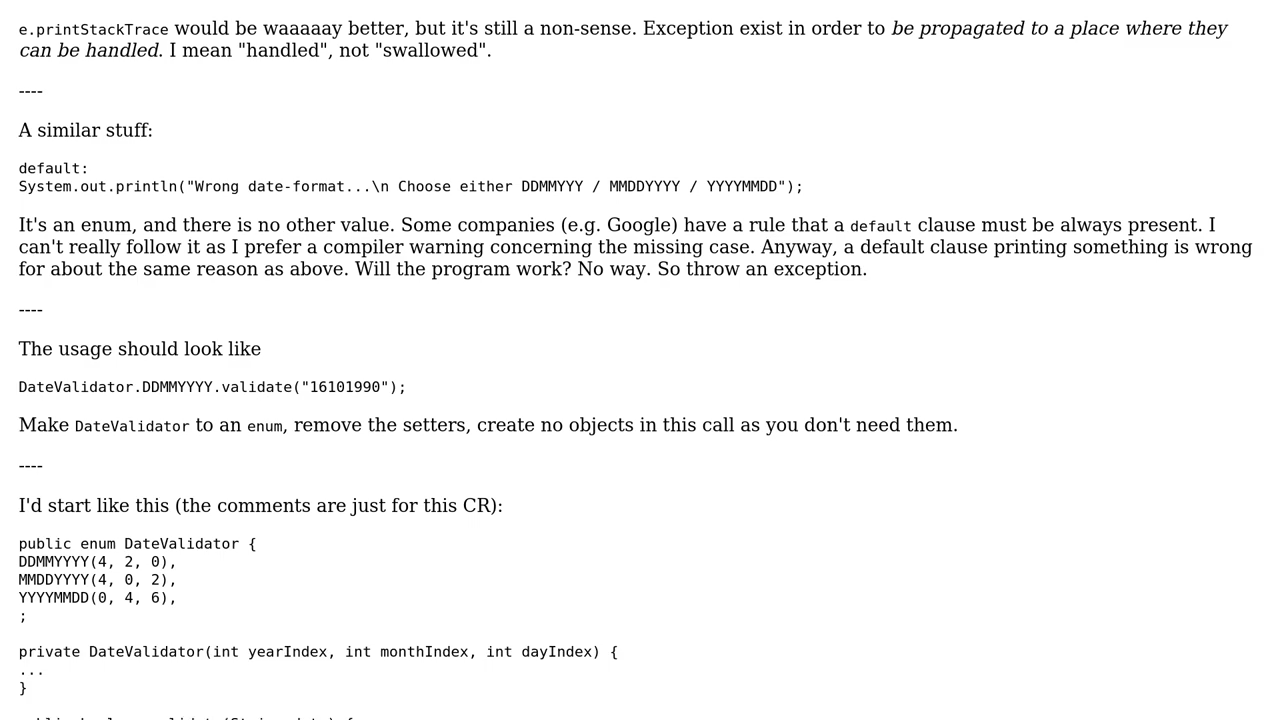 e.printStackTrace would be waaaaay better, but it's still a non-sense. Exception exist in order to be propagated to a place where they
can be handled. I mean "handled", not "swallowed".
----
A similar stuff:
default:
System.out.println("Wrong date-format...\n Choose either DDMMYYY / MMDDYYYY / YYYYMMDD");
It's an enum, and there is no other value. Some companies (e.g. Google) have a rule that a default clause must be always present. I
can't really follow it as I prefer a compiler warning concerning the missing case. Anyway, a default clause printing something is wrong
for about the same reason as above. Will the program work? No way. So throw an exception.
----
The usage should look like
DateValidator.DDMMYYYY.validate("16101990");
Make DateValidator to an enum, remove the setters, create no objects in this call as you don't need them.
----
I'd start like this (the comments are just for this CR):
public enum DateValidator {
DDMMYYYY(4, 2, 0),
MMDDYYYY(4, 0, 2),
YYYYMMDD(0, 4, 6),
;
private DateValidator(int yearIndex, int monthIndex, int dayIndex) {
...
}